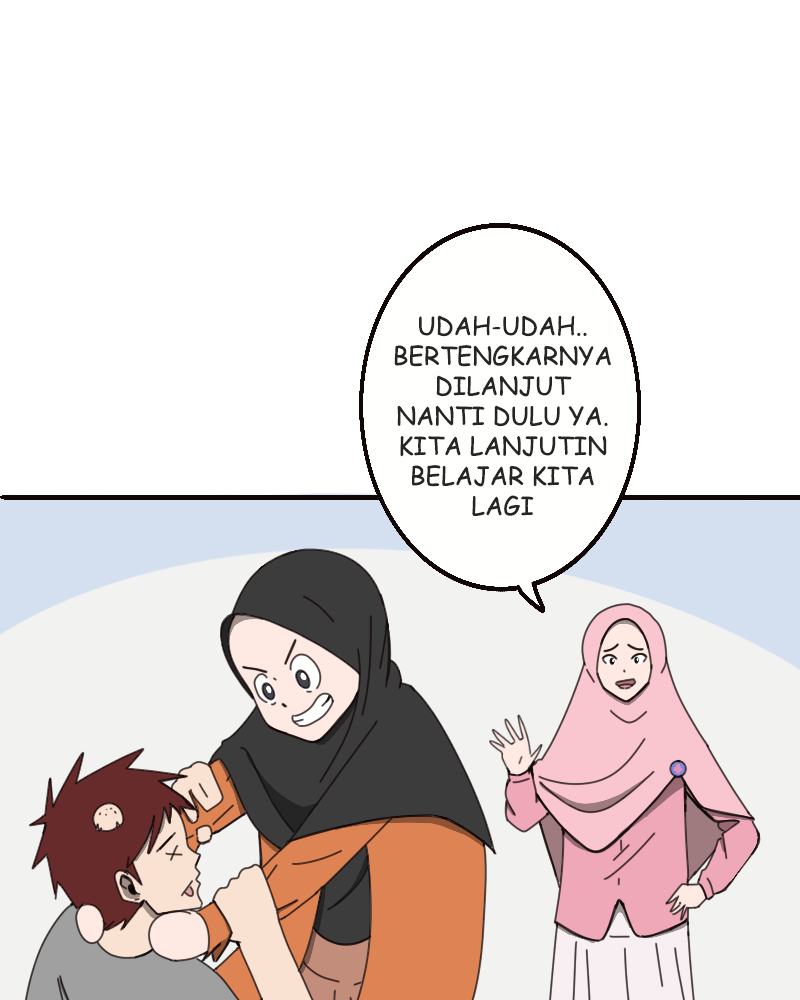 UDAH-UDAH..
BERTENGKARNYA
DILANJUT
NANTI DULU YA.
KITA LANJUTIN
BELAJAR KITA
LAGI